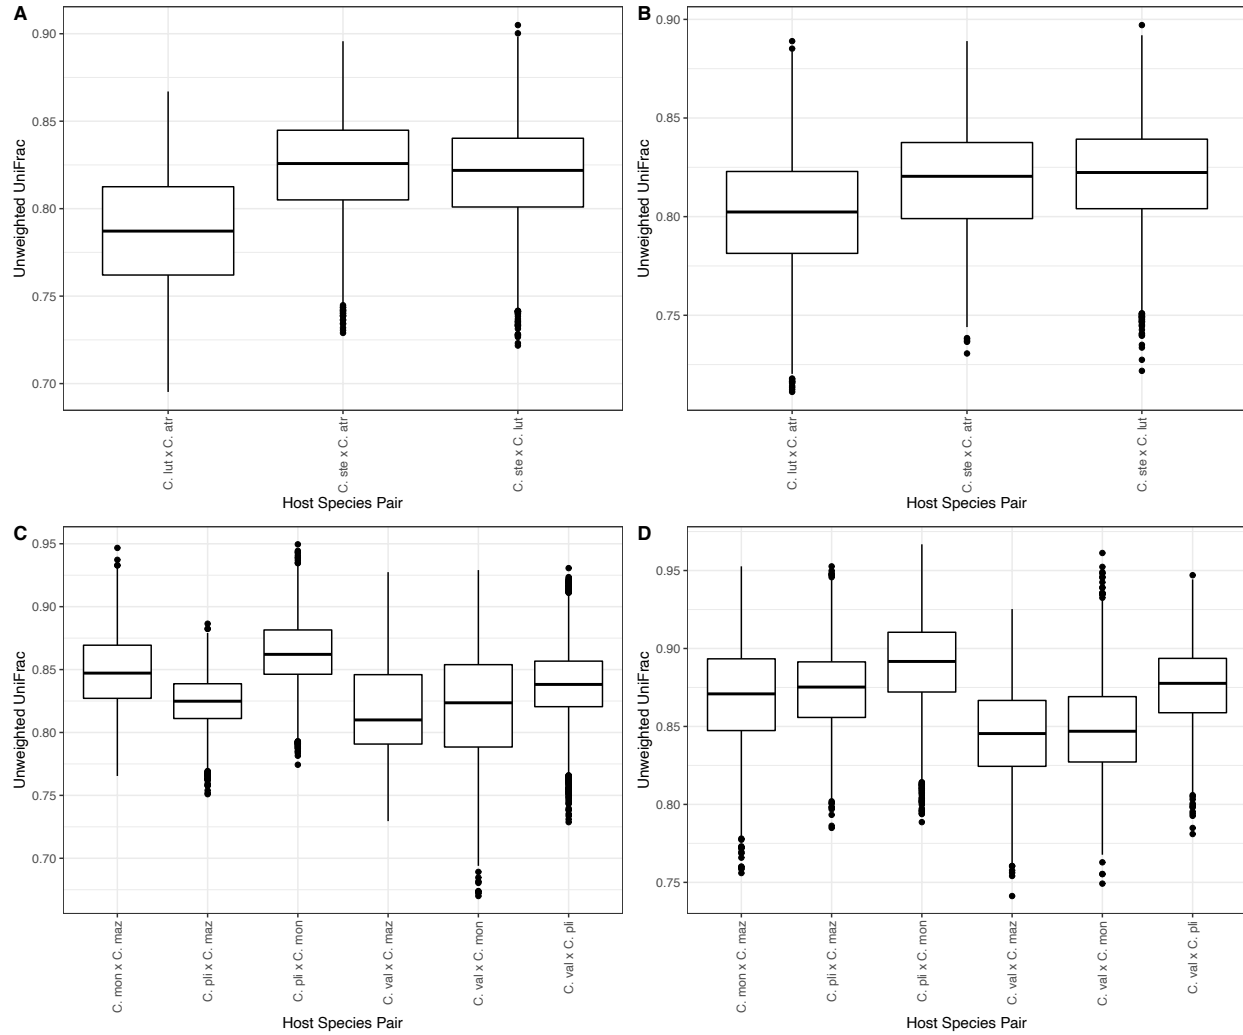 A
Unweighted UniFrac
0.90
0.85
0.80
0.75
0.70
C. lut x C. atr
C. ste x C. atr
C. ste x C. lut
Host Species Pair
B
Unweighted UniFrac
0.90
0.85
0.80
0.75
C. lut x C. atr
C. ste x C. atr
C. ste x C. lut
Host Species Pair
C
Unweighted UniFrac
0.95
0.90
0.85
0.80
0.75
0.70
C. mon x C. maz
C. pli x C. maz
C. pli x C. mon
C. val x C. maz
C. val x C. mon
C. val x C. pli
Host Species Pair
D
Unweighted UniFrac
0.95
0.90
0.85
0.80
0.75
C. mon x C. maz
C. pli x C. maz
C. pli x C. mon
C. val x C. maz
C. val x C. mon
C. val x C. pli
Host Species Pair